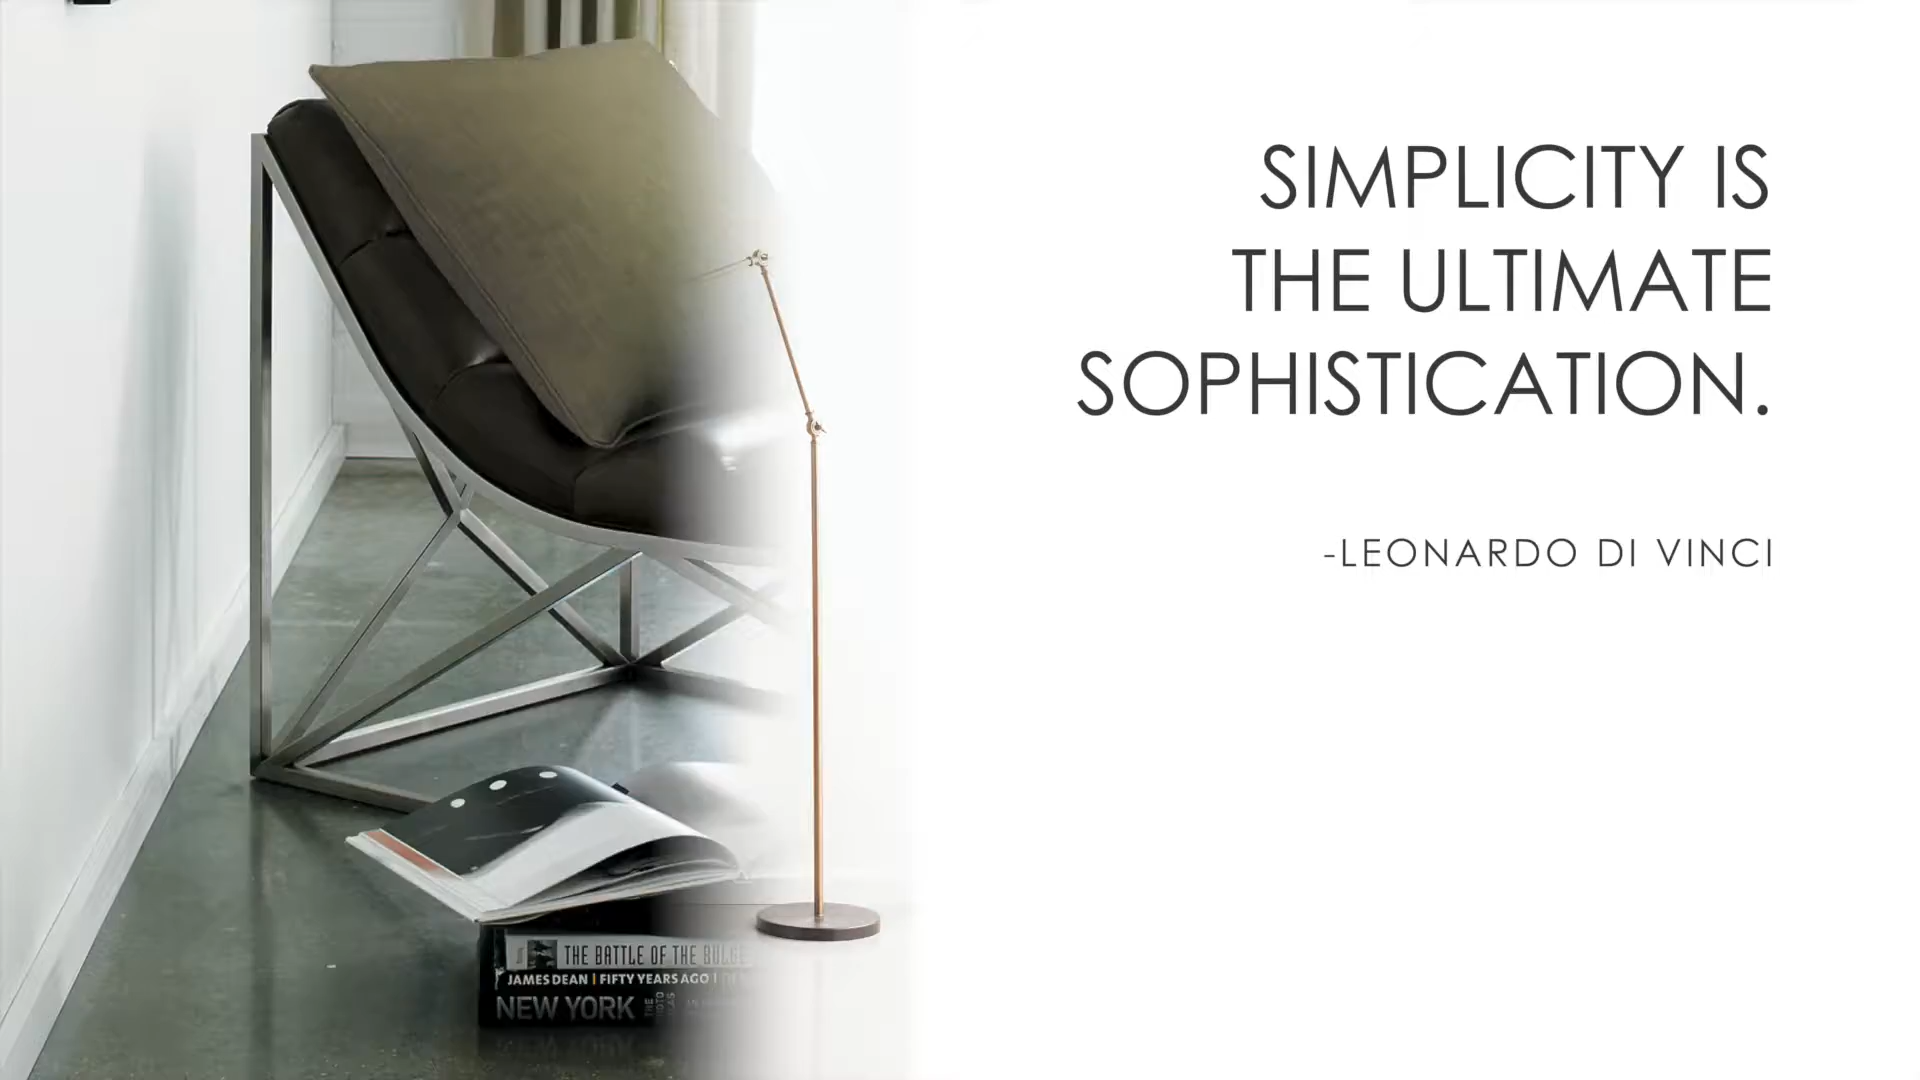 SIMPLICITY IS
THE ULTIMATE
SOPHISTICATION.
-LEONARDO DI VINCI
THE BATTLE OF THE BULGE
JAMES DEAN | FIFTY YEARS AGO |
NEW YORK